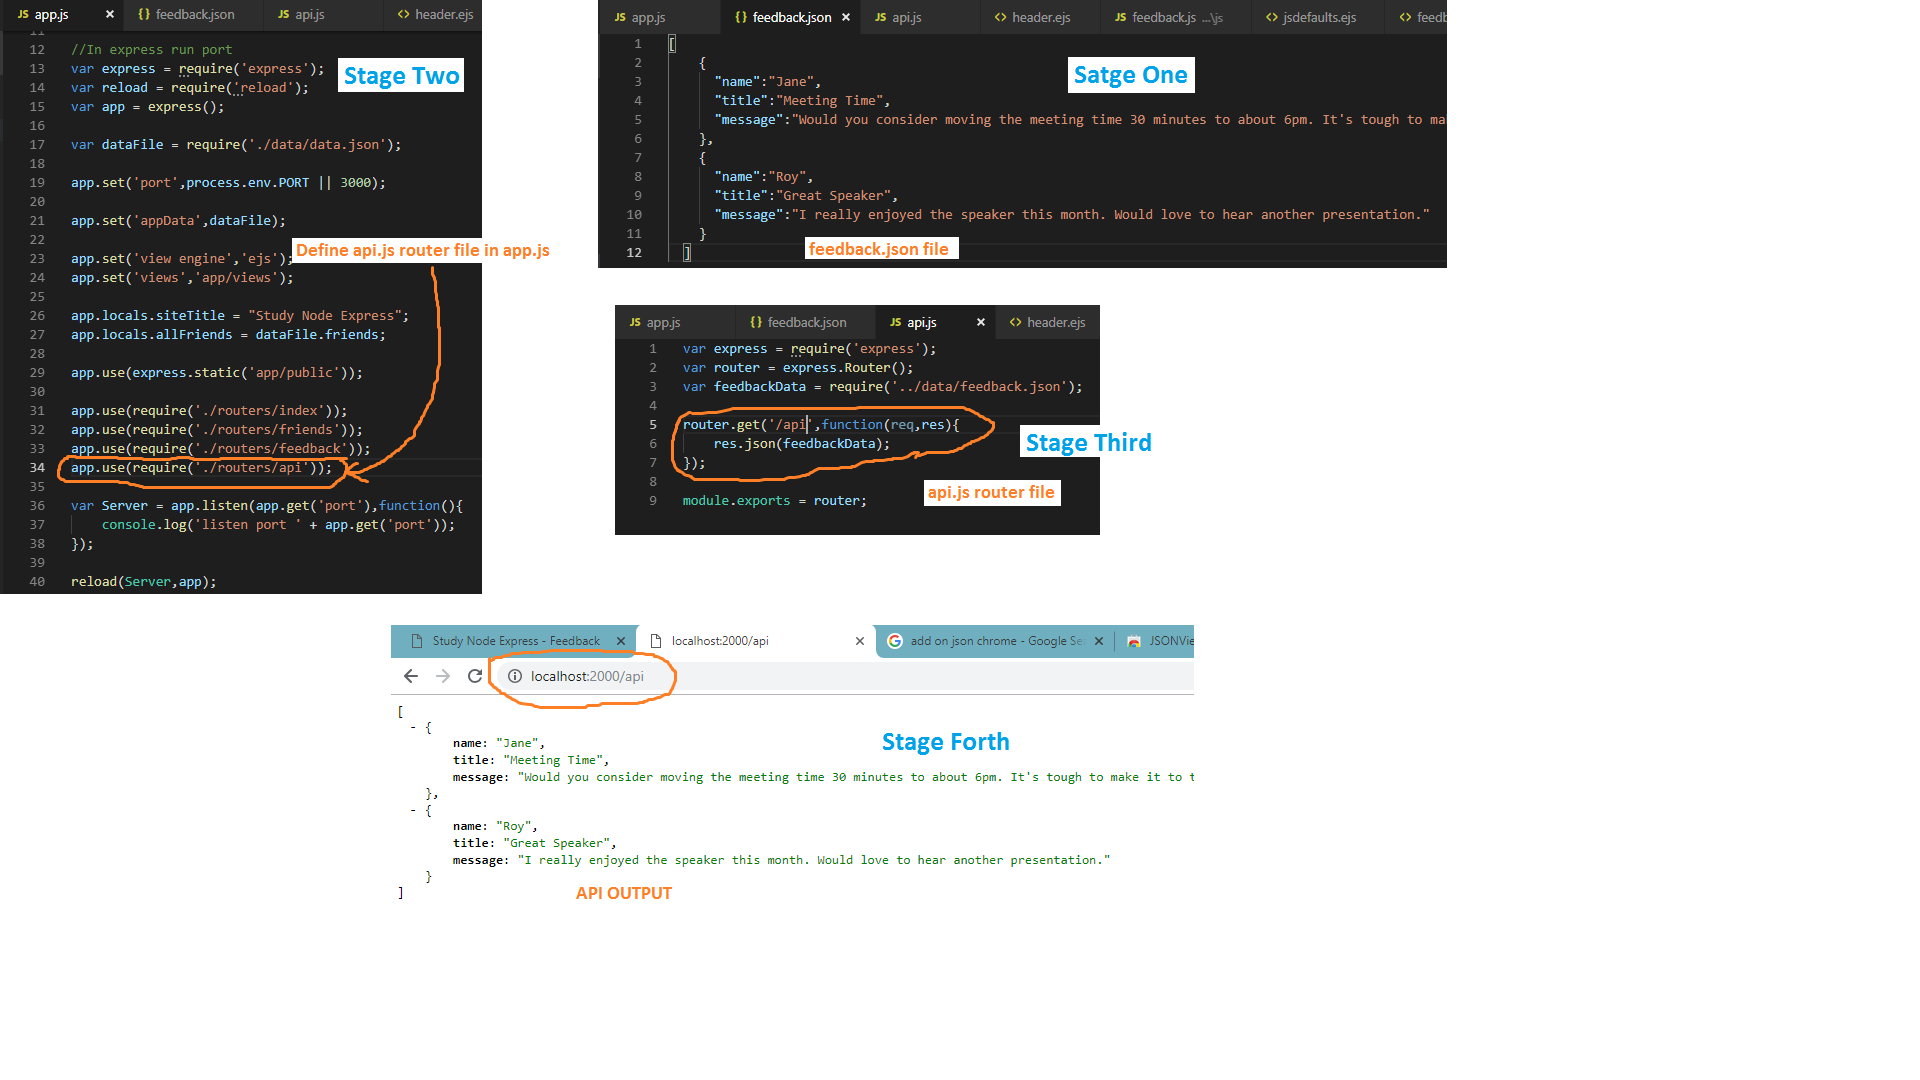 JS app.js × {} feedback.json JS api.js <> header.ejs
11
12 //In express run port
13 var express = require('express');
14 var reload = require('reload');
15 var app = express();
16
17 var dataFile = require('./data/data.json');
18
19 app.set('port',process.env.PORT || 3000);
20
21 app.set('appData',dataFile);
22
23 app.set('view engine','ejs');
24 app.set('views','app/views');
25
26 app.locals.siteTitle = "Study Node Express";
27 app.locals.allFriends = dataFile.friends;
28
29 app.use(express.static('app/public'));
30
31 app.use(require('./routers/index'));
32 app.use(require('./routers/friends'));
33 app.use(require('./routers/feedback'));
34 app.use(require('./routers/api'));
35
36 var Server = app.listen(app.get('port'),function(){
37 console.log('listen port ' + app.get('port'));
38 });
39
40 reload(Server,app);
Stage Two
Define api.js router file in app.js
JS app.js {} feedback.json × JS api.js <> header.ejs JS feedback.js ...\js <> jsdefaults.ejs <> feedb
1 [
2 {
3 "name":"Jane",
4 "title":"Meeting Time",
5 "message":"Would you consider moving the meeting time 30 minutes to about 6pm. It's tough to ma
6 },
7 {
8 "name":"Roy",
9 "title":"Great Speaker",
10 "message":"I really enjoyed the speaker this month. Would love to hear another presentation."
11 }
12 ]
Satge One
feedback.json file
JS app.js {} feedback.json JS api.js × <> header.ejs
1 var express = require('express');
2 var router = express.Router();
3 var feedbackData = require('../data/feedback.json');
4
5 router.get('/api',function(req,res){
6 res.json(feedbackData);
7 });
8
9 module.exports = router;
Stage Third
api.js router file
Study Node Express - Feedback × localhost:2000/api × add on json chrome - Google Se × JSONVie
localhost:2000/api
[
- {
name: "Jane",
title: "Meeting Time",
message: "Would you consider moving the meeting time 30 minutes to about 6pm. It's tough to make it to t
},
- {
name: "Roy",
title: "Great Speaker",
message: "I really enjoyed the speaker this month. Would love to hear another presentation."
}
]
Stage Forth
API OUTPUT